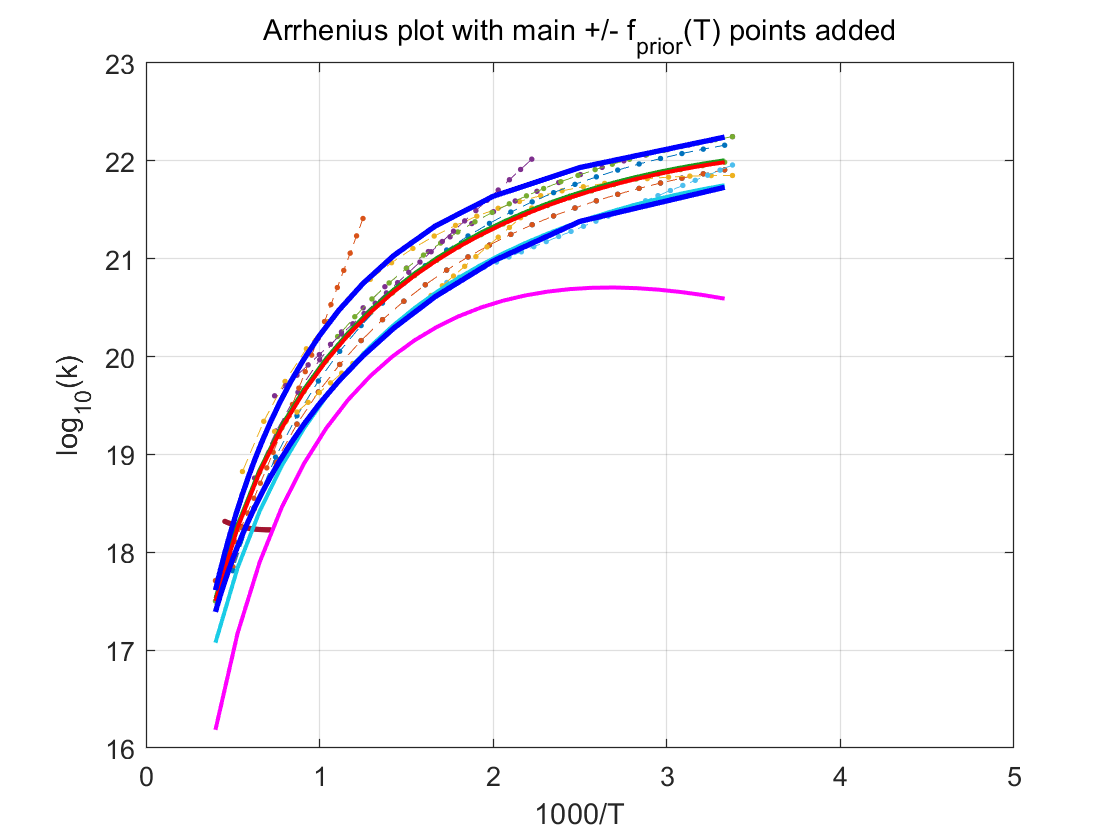 Arrhenius plot with main +/- f_prior(T) points added
23
22
21
20
19
18
17
16
log_10(k)
0 1 2 3 4 5
1000/T